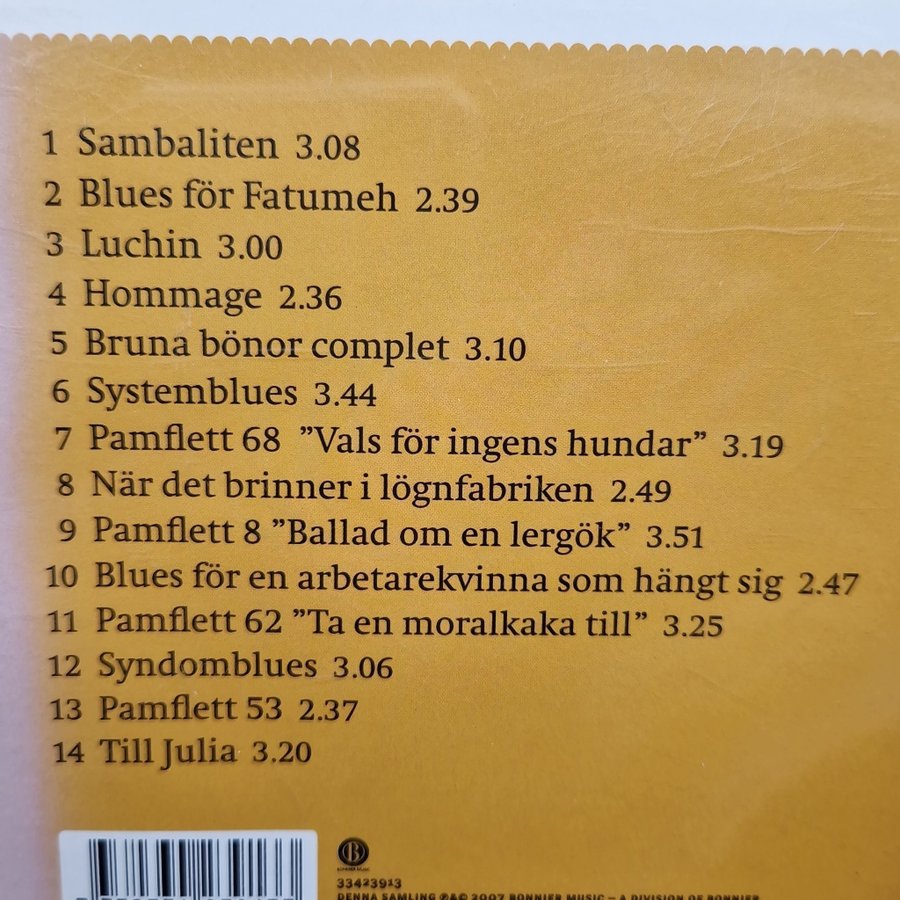 1 Sambaliten 3.08
2 Blues för Fatumeh 2.39
3 Luchin 3.00
4 Hommage 2.36
5 Bruna bönor complet 3.10
6 Systemblues 3.44
7 Pamflett 68 ”Vals för ingens hundar” 3.19
8 När det brinner i lögnfabriken 2.49
9 Pamflett 8 ”Ballad om en lergök” 3.51
10 Blues för en arbetarekvinna som hängt sig 2.47
11 Pamflett 62 ”Ta en moralkaka till” 3.25
12 Syndomblues 3.06
13 Pamflett 53 2.37
14 Till Julia 3.20
B
BONNIER MUSIC
33423913
DENNA SAMLING ℗&© 2007 BONNIER MUSIC – A DIVISION OF BONNIER